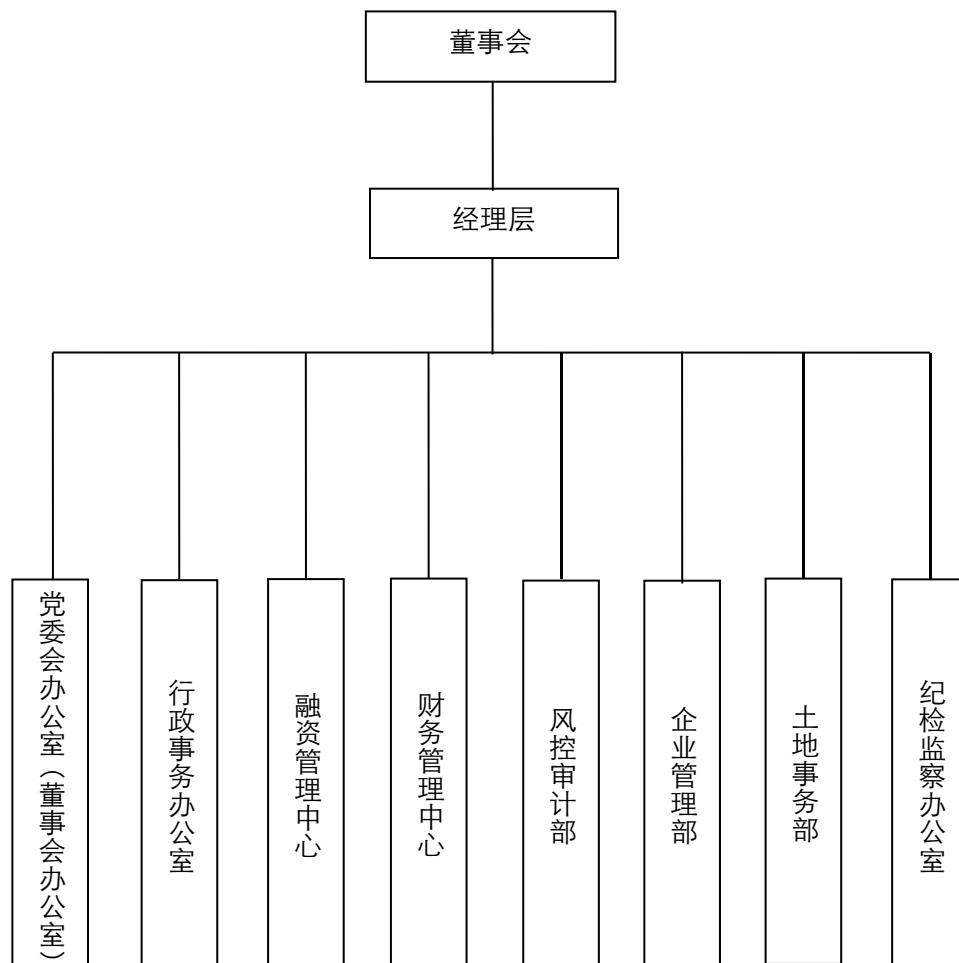 董事会
经理层
党委会办公室（董事会办公室）
行政事务办公室
融资管理中心
财务管理中心
风控审计部
企业管理部
土地事务部
纪检监察办公室